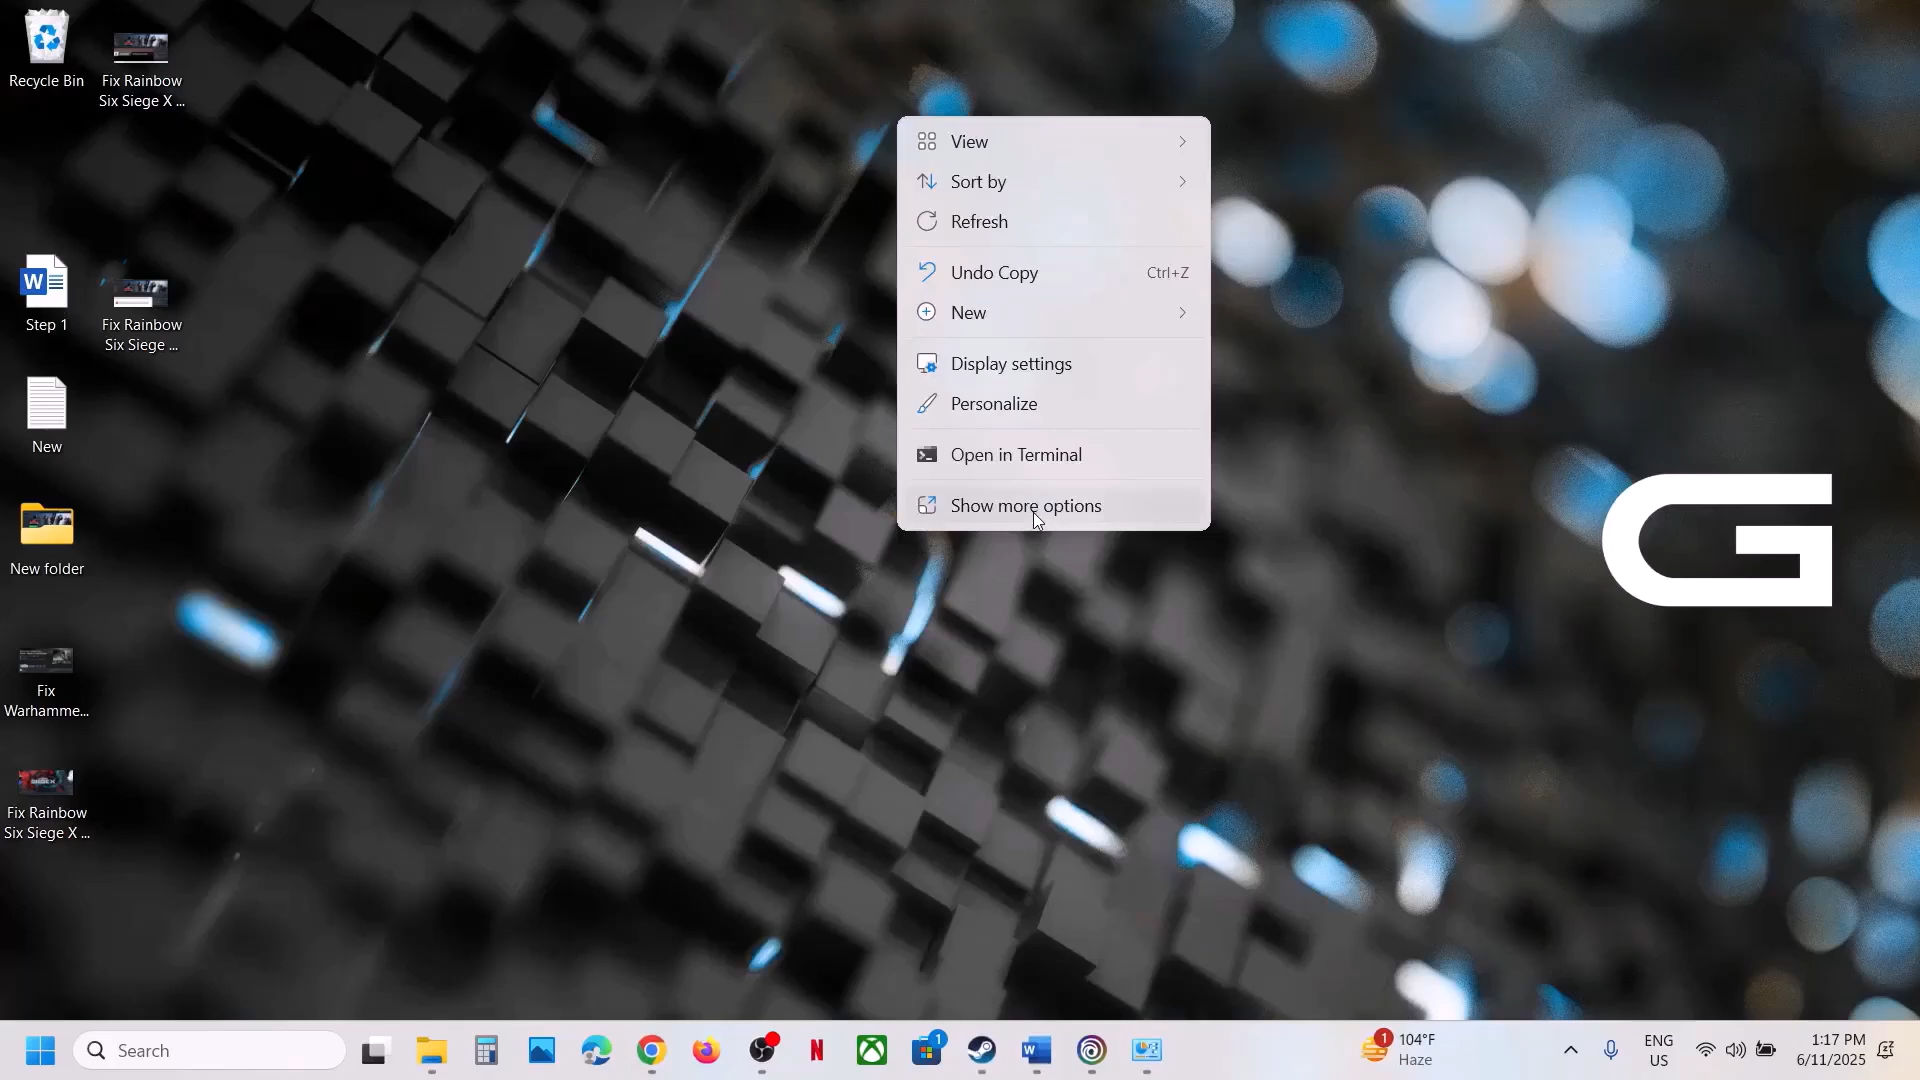 Recycle Bin
Fix Rainbow
Six Siege X ...
Step 1
Fix Rainbow
Six Siege ...
New
New folder
Fix
Warhamme...
Fix Rainbow
Six Siege X ...
View
Sort by
Refresh
Undo Copy Ctrl+Z
New
Display settings
Personalize
Open in Terminal
Show more options
G
Search
1
1
104°F
Haze
ENG
US
1:17 PM
6/11/2025